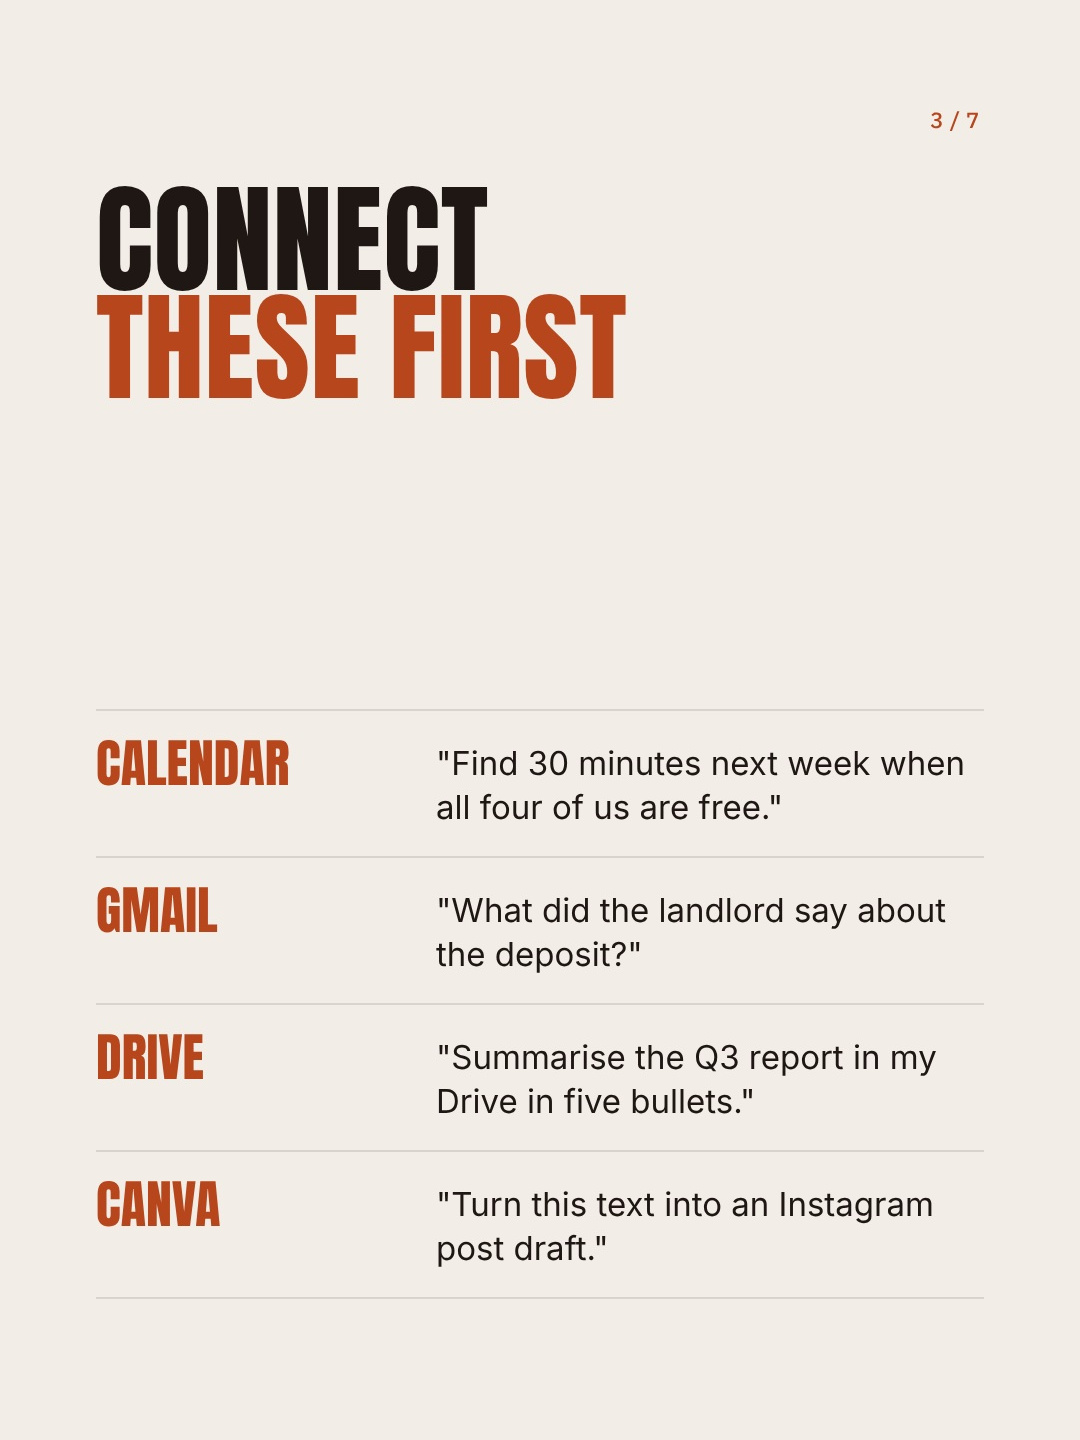 3 / 7
CONNECT
THESE FIRST
CALENDAR
"Find 30 minutes next week when
all four of us are free."
GMAIL
"What did the landlord say about
the deposit?"
DRIVE
"Summarise the Q3 report in my
Drive in five bullets."
CANVA
"Turn this text into an Instagram
post draft."